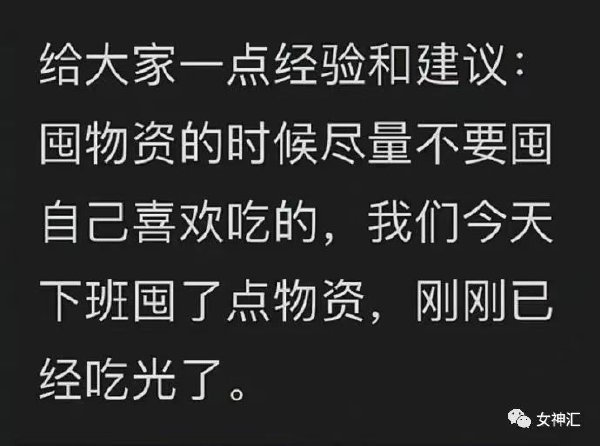 给大家一点经验和建议：
囤物资的时候尽量不要囤
自己喜欢吃的，我们今天
下班囤了点物资，刚刚已
经吃光了。
女神汇